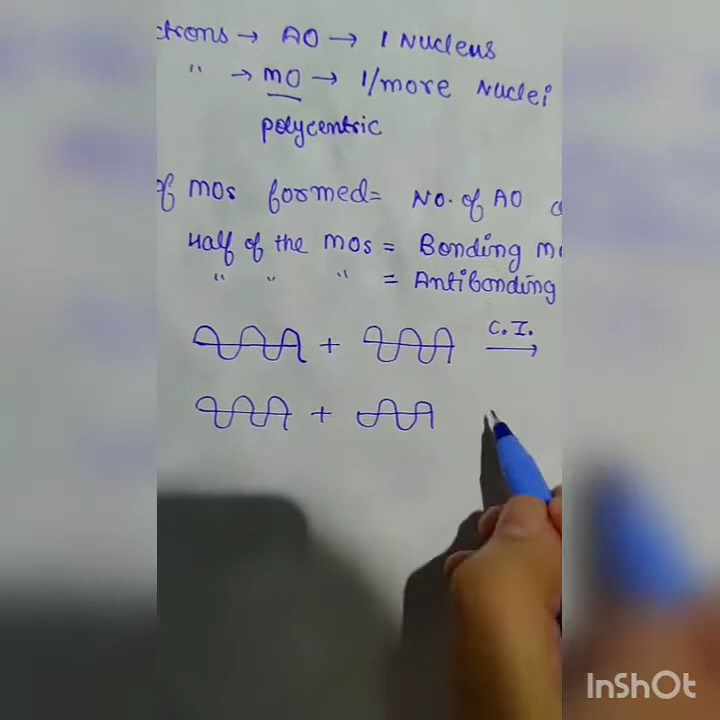 ctrons → AO → 1 Nucleus
" → MO → 1/more Nuclei
polycentric
of MOs formed = No. of AO
Half of the MOs = Bonding M
" " " = Antibonding
+ C.I. →
+
InShOt